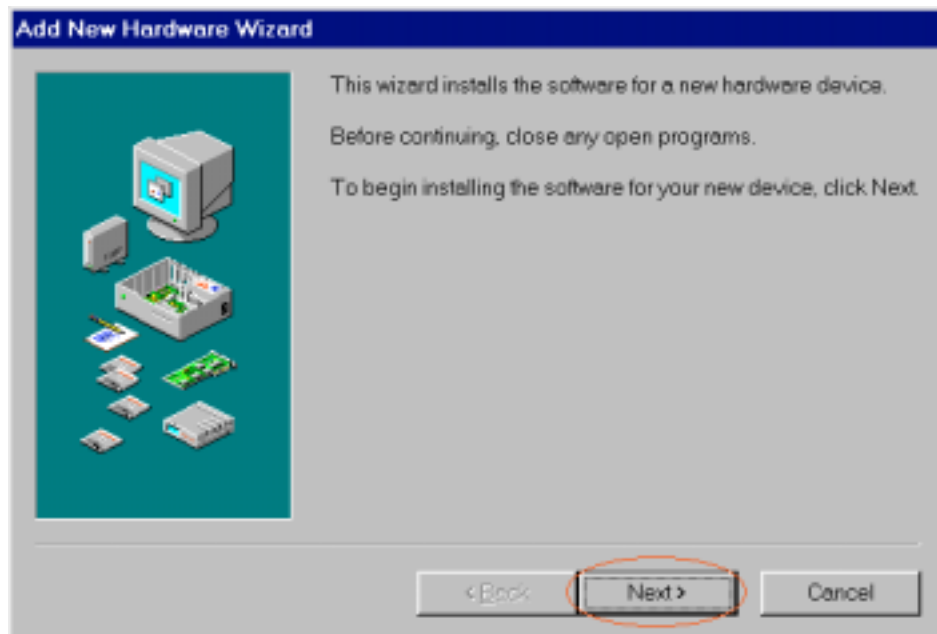 Add New Hardware Wizard
This wizard installs the software for a new hardware device.
Before continuing, close any open programs.
To begin installing the software for your new device, click Next
< Back
Next >
Cancel